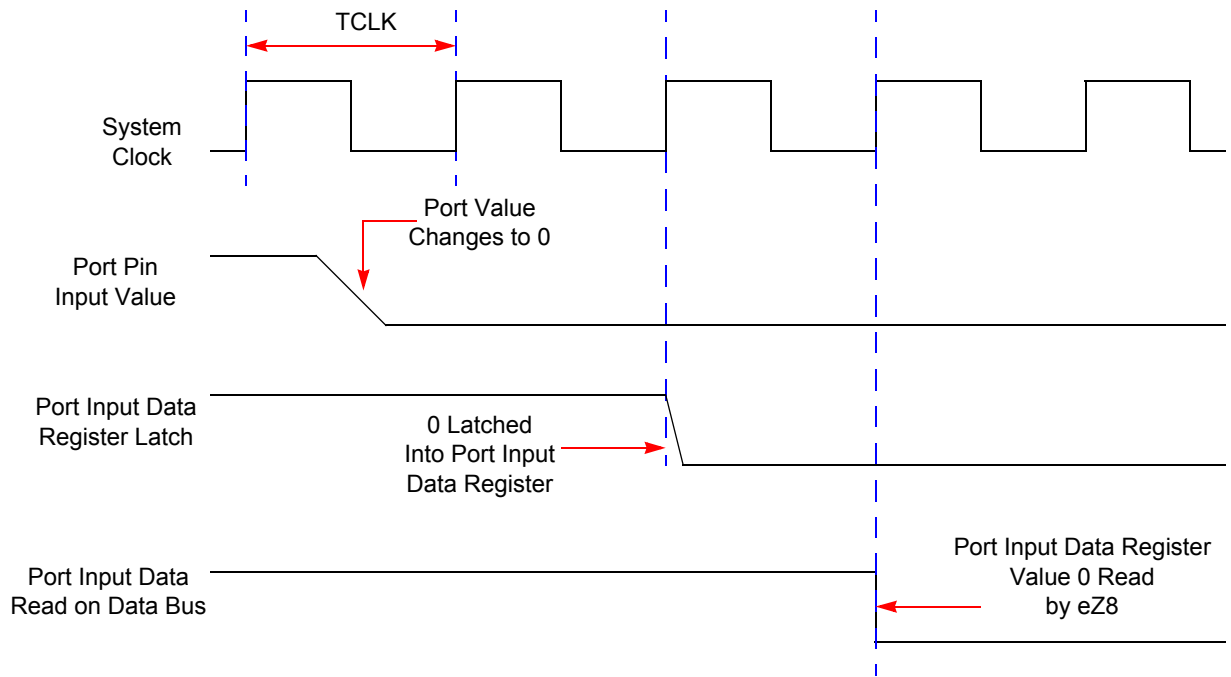 TCLK
System
Clock
Port Value
Changes to 0
Port Pin
Input Value
Port Input Data
Register Latch
0 Latched
Into Port Input
Data Register
Port Input Data
Read on Data Bus
Port Input Data Register
Value 0 Read
by eZ8